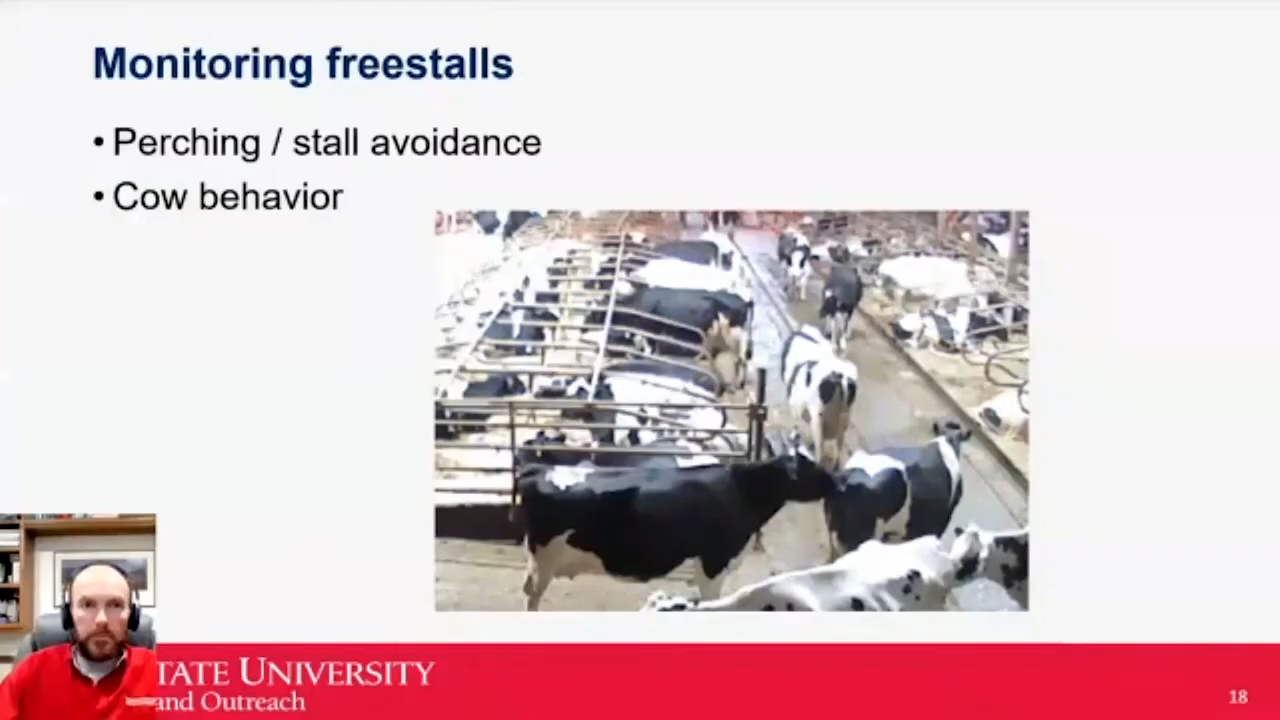 Monitoring freestalls
• Perching / stall avoidance
• Cow behavior
TATE UNIVERSITY
and Outreach
18